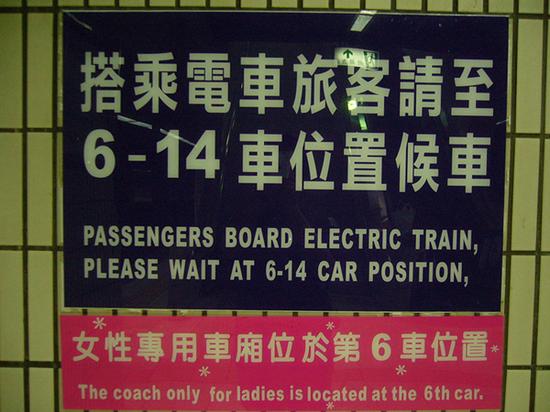 搭乘電車旅客請至
6-14 車位置候車
PASSENGERS BOARD ELECTRIC TRAIN,
PLEASE WAIT AT 6-14 CAR POSITION,
女性專用車廂位於第 6 車位置
The coach only for ladies is located at the 6th car.